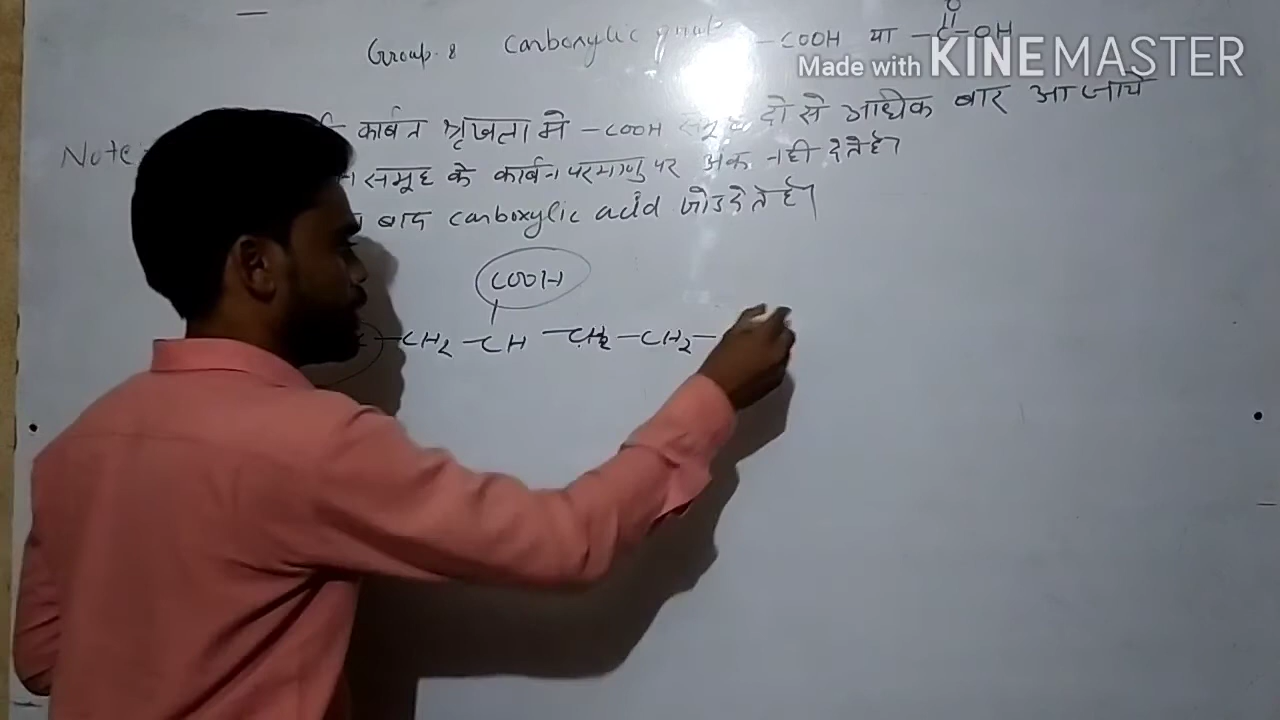 O
Group-8 Carboxylic group -COOH या -C-OH
Made with KINEMASTER
Note - कार्बन श्रृखला मे -COOH समूह दो से अधिक बार आ जाये
समूह के कार्बन परमाणु पर अंक नही देते है।
बाद carboxylic acid जोड देते है।
COOH
-CH2-CH-CH2-CH2-